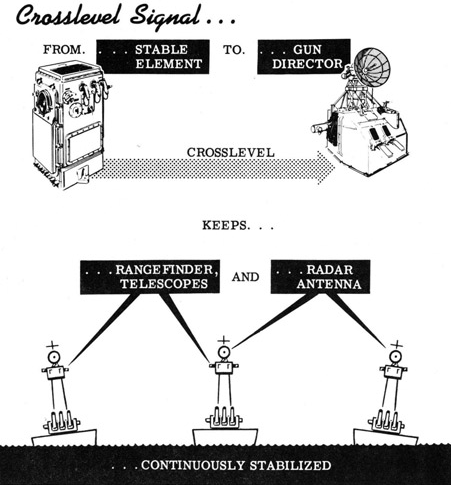 Crosslevel Signal...
FROM. . . . STABLE ELEMENT TO. . . . GUN DIRECTOR
CROSSLEVEL
KEEPS. . .
. . .RANGEFINDER, TELESCOPES AND . . .RADAR ANTENNA
. . .CONTINUOUSLY STABILIZED